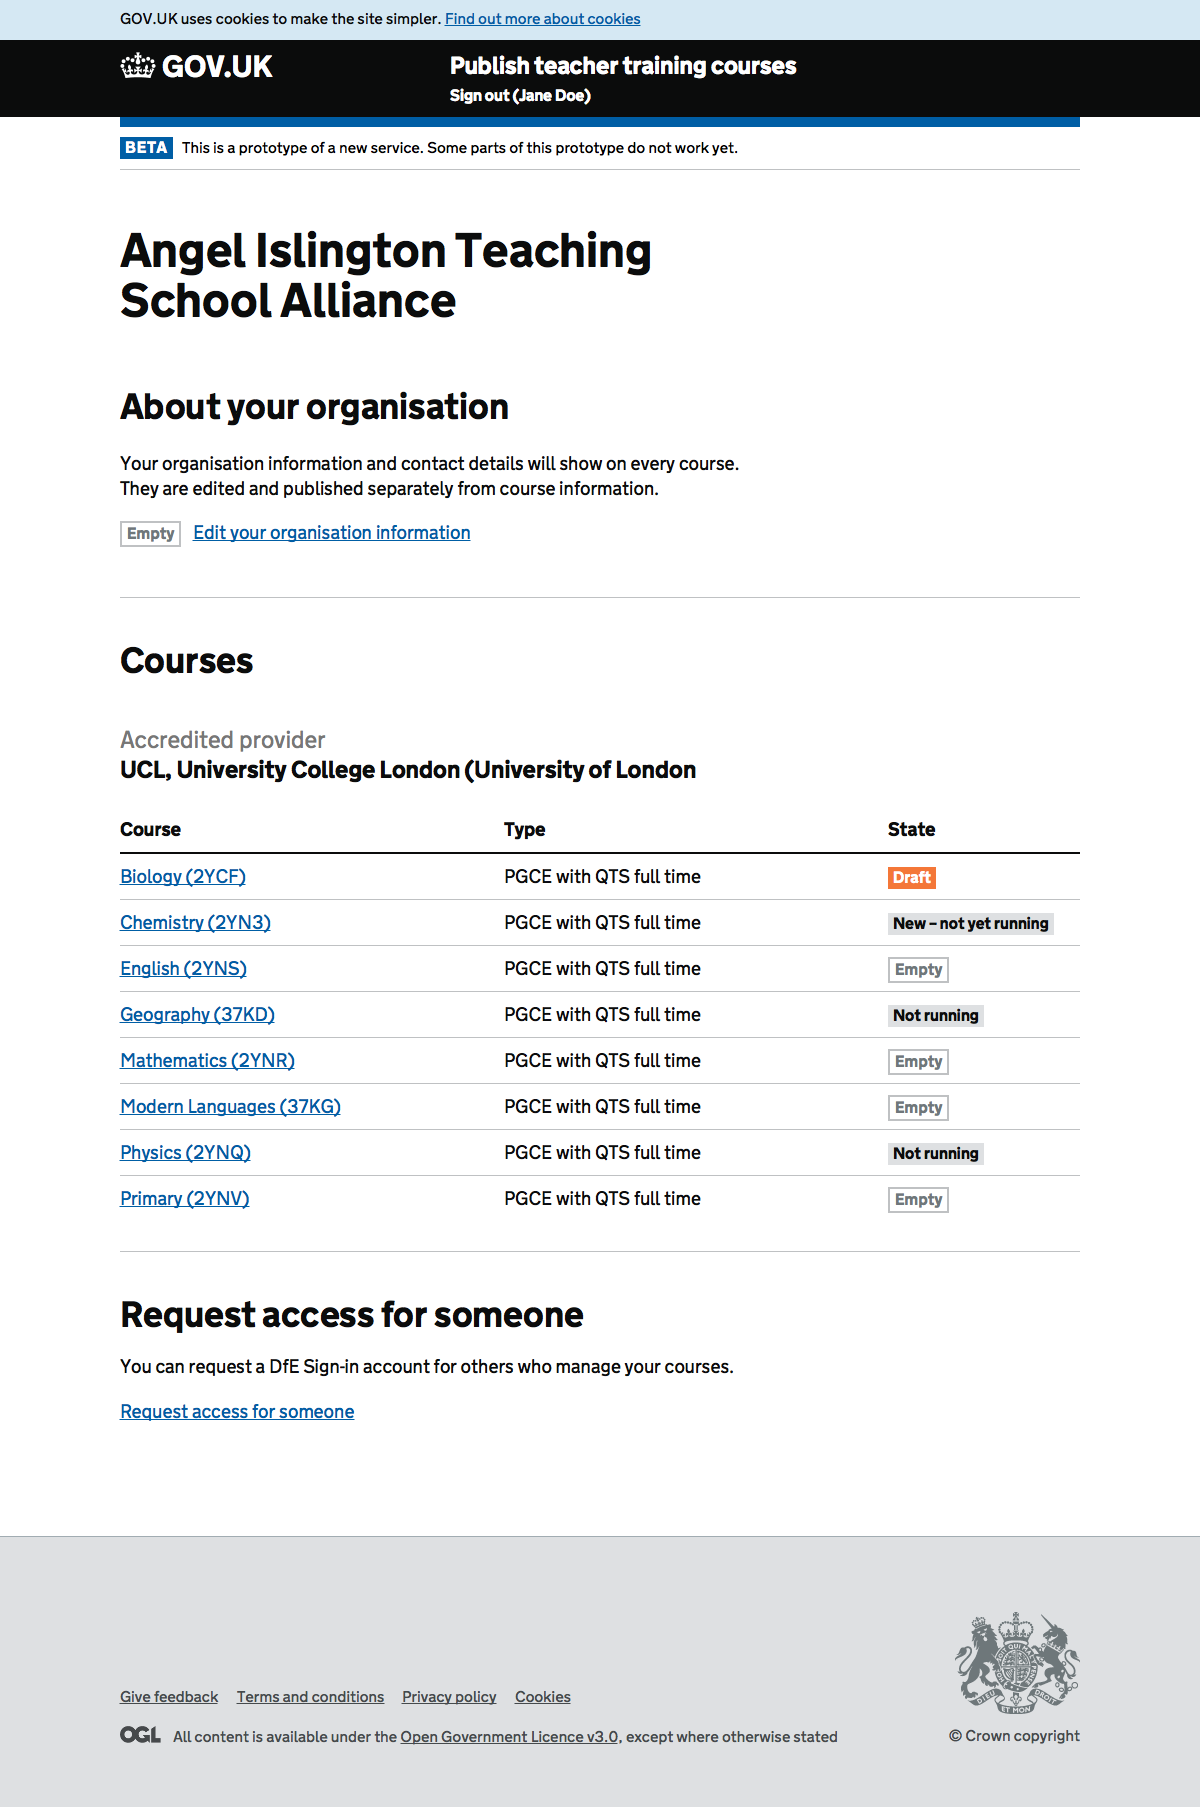 GOV.UK uses cookies to make the site simpler. Find out more about cookies
GOV.UK
Publish teacher training courses
Sign out (Jane Doe)
BETA This is a prototype of a new service. Some parts of this prototype do not work yet.
Angel Islington Teaching
School Alliance
About your organisation
Your organisation information and contact details will show on every course.
They are edited and published separately from course information.
Empty Edit your organisation information
Courses
Accredited provider
UCL, University College London (University of London
Course Type State
Biology (2YCF) PGCE with QTS full time Draft
Chemistry (2YN3) PGCE with QTS full time New – not yet running
English (2YNS) PGCE with QTS full time Empty
Geography (37KD) PGCE with QTS full time Not running
Mathematics (2YNR) PGCE with QTS full time Empty
Modern Languages (37KG) PGCE with QTS full time Empty
Physics (2YNQ) PGCE with QTS full time Not running
Primary (2YNV) PGCE with QTS full time Empty
Request access for someone
You can request a DfE Sign-in account for others who manage your courses.
Request access for someone
Give feedback Terms and conditions Privacy policy Cookies
OGL All content is available under the Open Government Licence v3.0, except where otherwise stated
DIEU ET MON DROIT
© Crown copyright